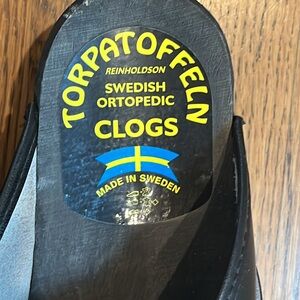 TORPATOFFELN
REINHOLDSON
SWEDISH
ORTOPEDIC
CLOGS
MADE IN SWEDEN